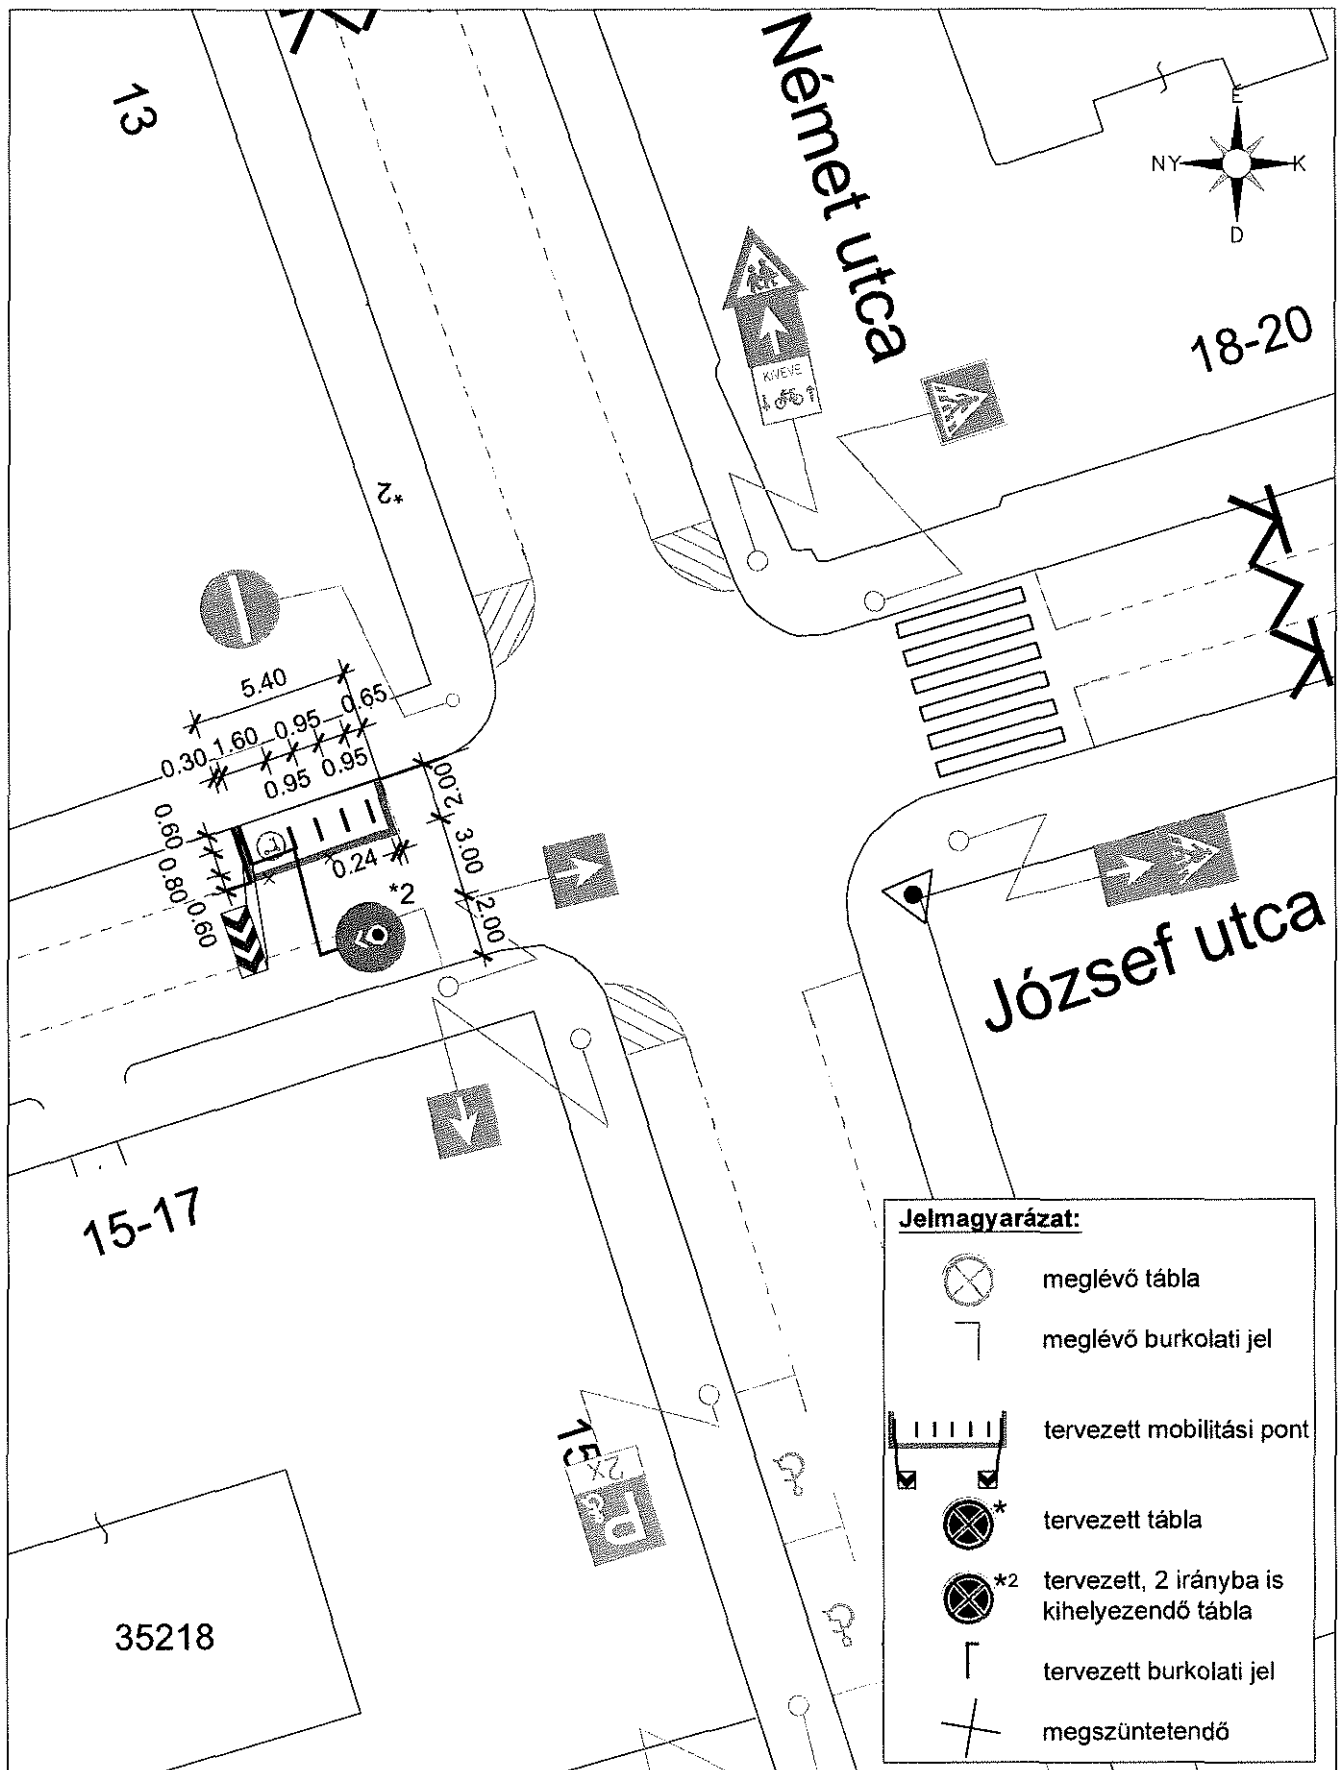 13
Német utca
E
NY
K
D
18-20
KIVÉVE
*2
5.40
0.30 1.60 0.95 0.65
0.95 0.95
0.60
0.80
0.60
0.24
2.00
3.00
2.00
*2
József utca
15-17
15
2X
P
35218
Jelmagyarázat:
meglévő tábla
meglévő burkolati jel
tervezett mobilitási pont
* tervezett tábla
*2 tervezett, 2 irányba is
kihelyezendő tábla
tervezett burkolati jel
megszüntetendő